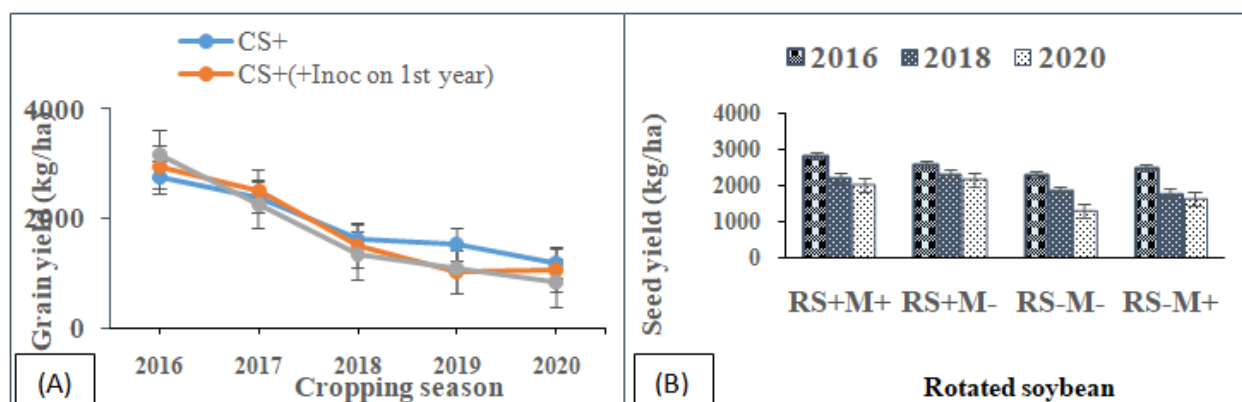 CS+
CS+(+Inoc on 1st year)
4000
2000
0
Grain yield (kg/ha)
2016 2017 2018 2019 2020
Cropping season
(A)
2016 2018 2020
4000
3000
2000
1000
0
Seed yield (kg/ha)
RS+M+ RS+M- RS-M- RS-M+
(B)
Rotated soybean